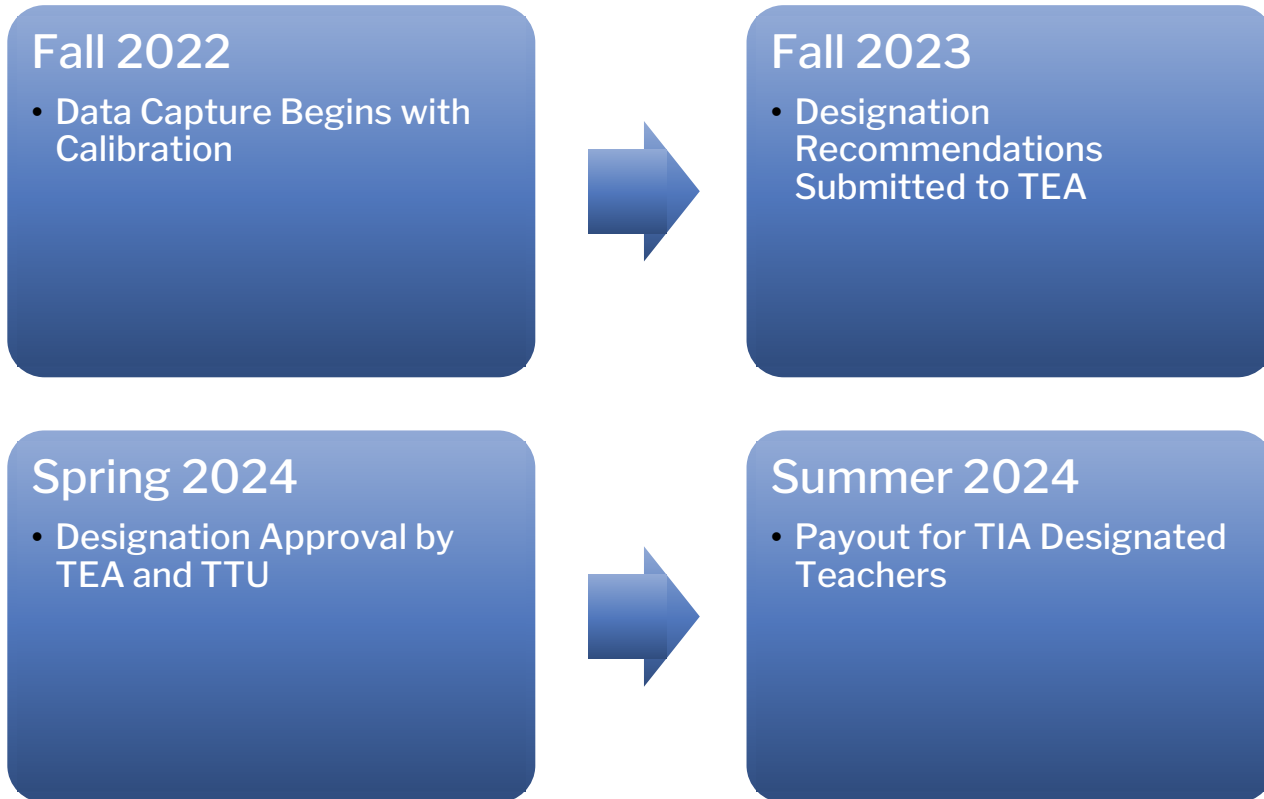 Fall 2022
• Data Capture Begins with
Calibration
Fall 2023
• Designation
Recommendations
Submitted to TEA
Spring 2024
• Designation Approval by
TEA and TTU
Summer 2024
• Payout for TIA Designated
Teachers